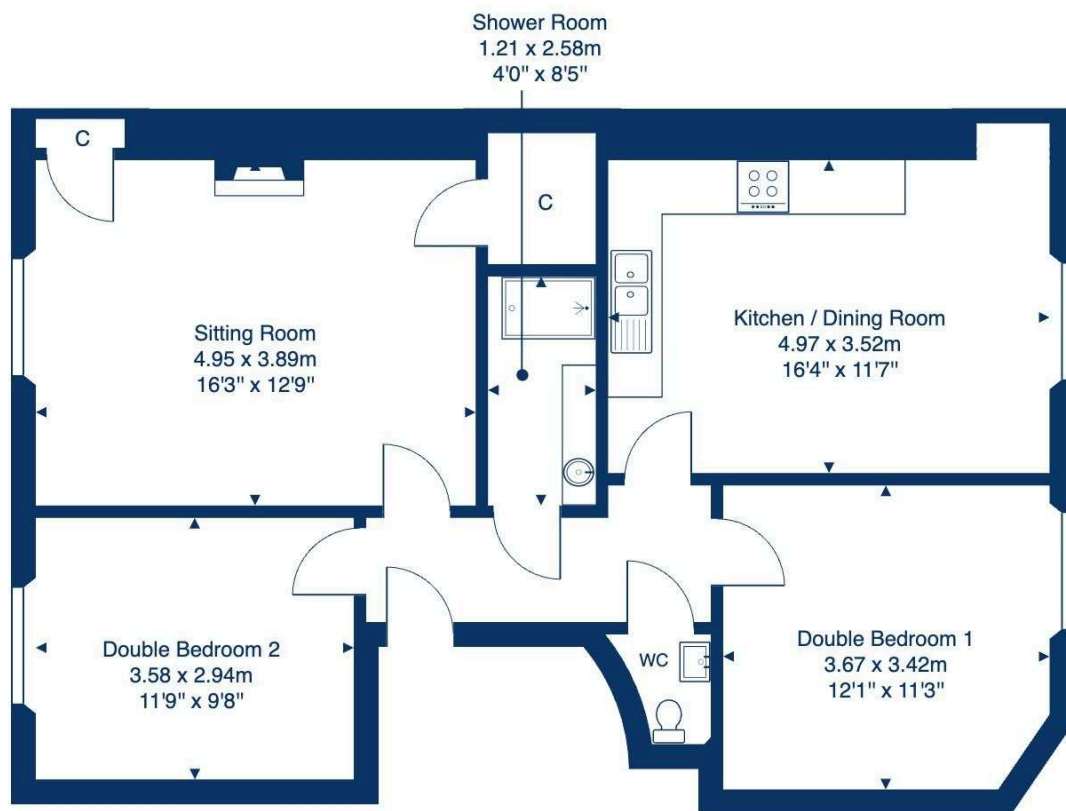 Shower Room
1.21 x 2.58m
4'0" x 8'5"
C
C
Sitting Room
4.95 x 3.89m
16'3" x 12'9"
Kitchen / Dining Room
4.97 x 3.52m
16'4" x 11'7"
Double Bedroom 2
3.58 x 2.94m
11'9" x 9'8"
WC
Double Bedroom 1
3.67 x 3.42m
12'1" x 11'3"